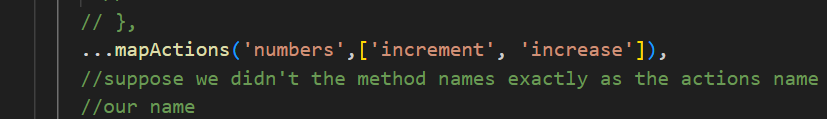 // },
...mapActions('numbers',['increment', 'increase']),
//suppose we didn't the method names exactly as the actions name
//our name